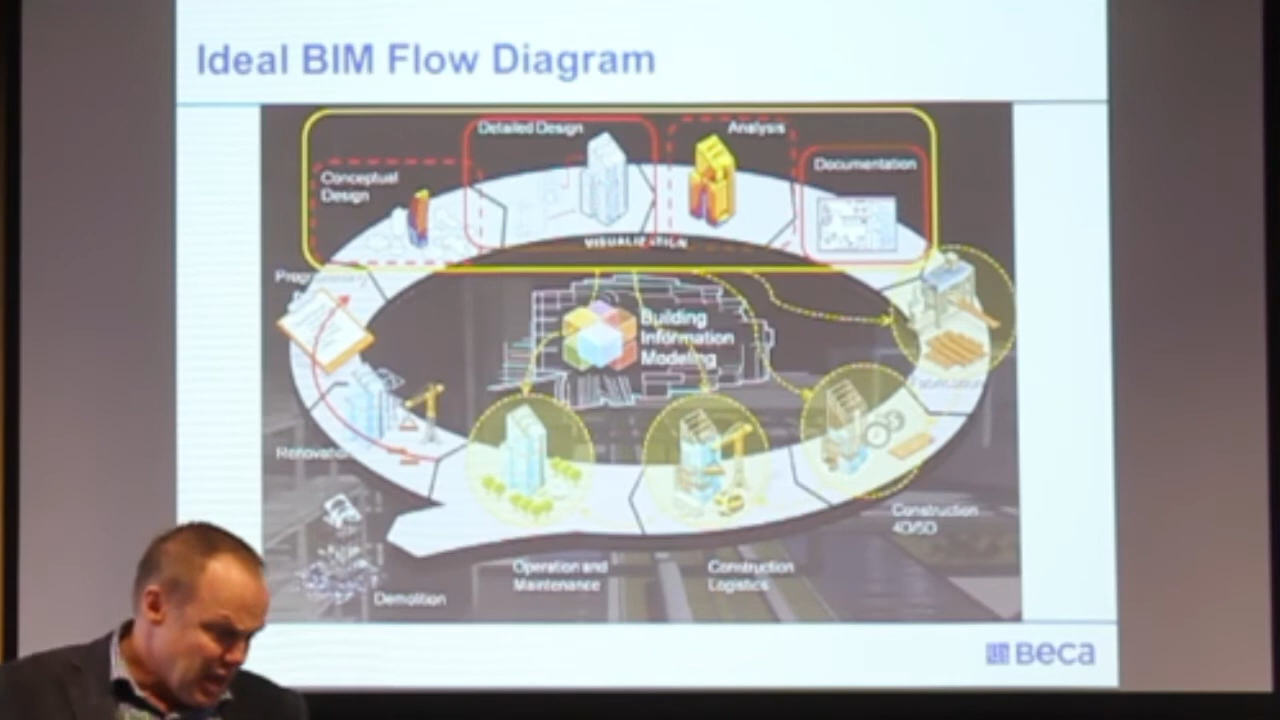 Ideal BIM Flow Diagram
Detailed Design
Analysis
Conceptual
Design
Documentation
VISUALIZATION
Building
Information
Modeling
Construction
4D/5D
Operation and
Maintenance
Construction
Logistics
Demolition
Beca